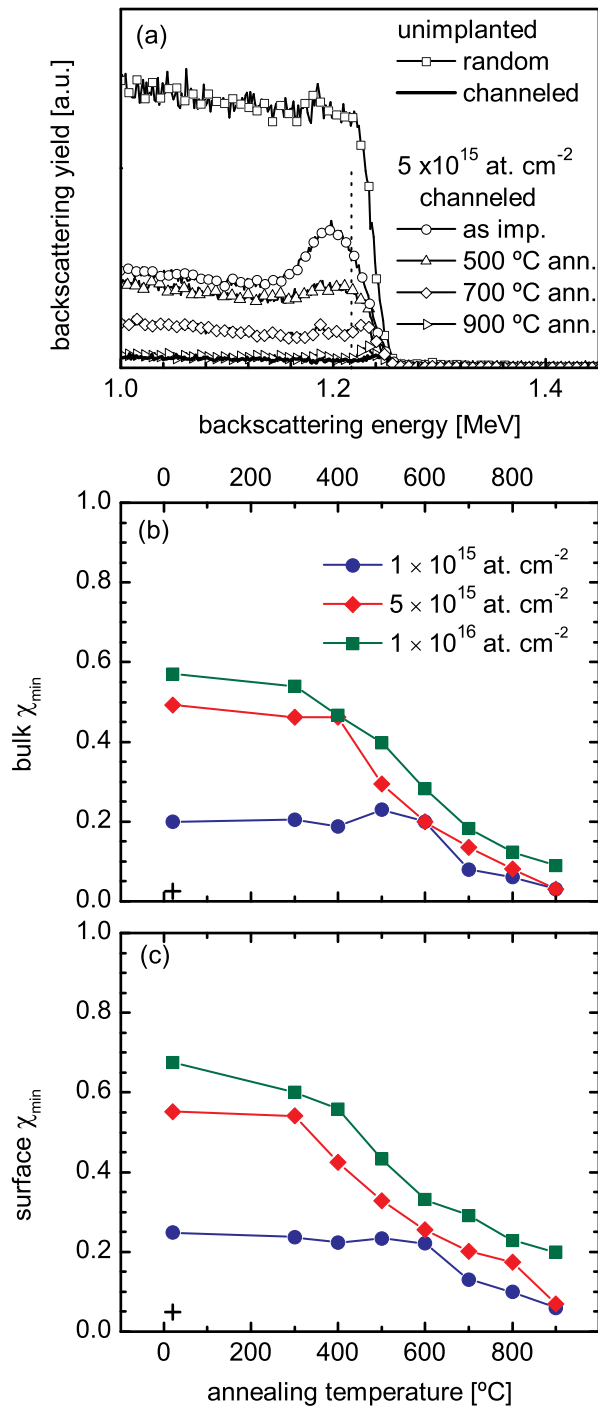 (a)
unimplanted
random
channeled
5 x10¹⁵ at. cm⁻²
channeled
as imp.
500 ºC ann.
700 ºC ann.
900 ºC ann.
backscattering yield [a.u.]
1.0 1.2 1.4
backscattering energy [MeV]
0 200 400 600 800
(b)
1 × 10¹⁵ at. cm⁻²
5 × 10¹⁵ at. cm⁻²
1 × 10¹⁶ at. cm⁻²
1.0
0.8
0.6
0.4
0.2
0.0
bulk χmin
(c)
1.0
0.8
0.6
0.4
0.2
0.0
surface χmin
0 200 400 600 800
annealing temperature [ºC]